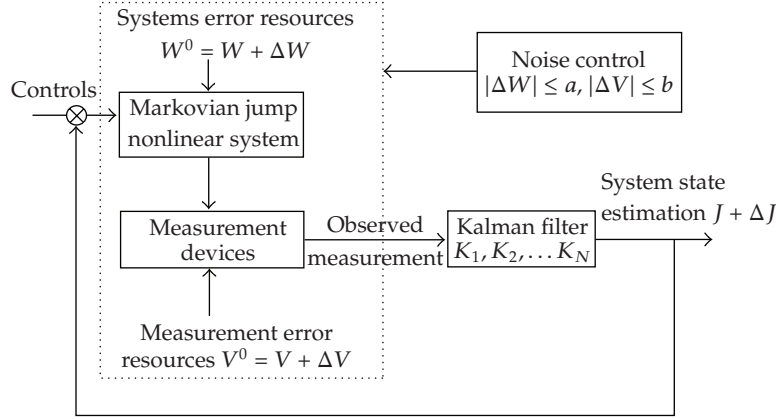 Systems error resources
W⁰ = W + ΔW
Noise control
|ΔW| ≤ a, |ΔV| ≤ b
Controls
Markovian jump
nonlinear system
System state
estimation J + ΔJ
Measurement
devices
Observed
measurement
Kalman filter
K₁, K₂, … K_N
Measurement error
resources V⁰ = V + ΔV